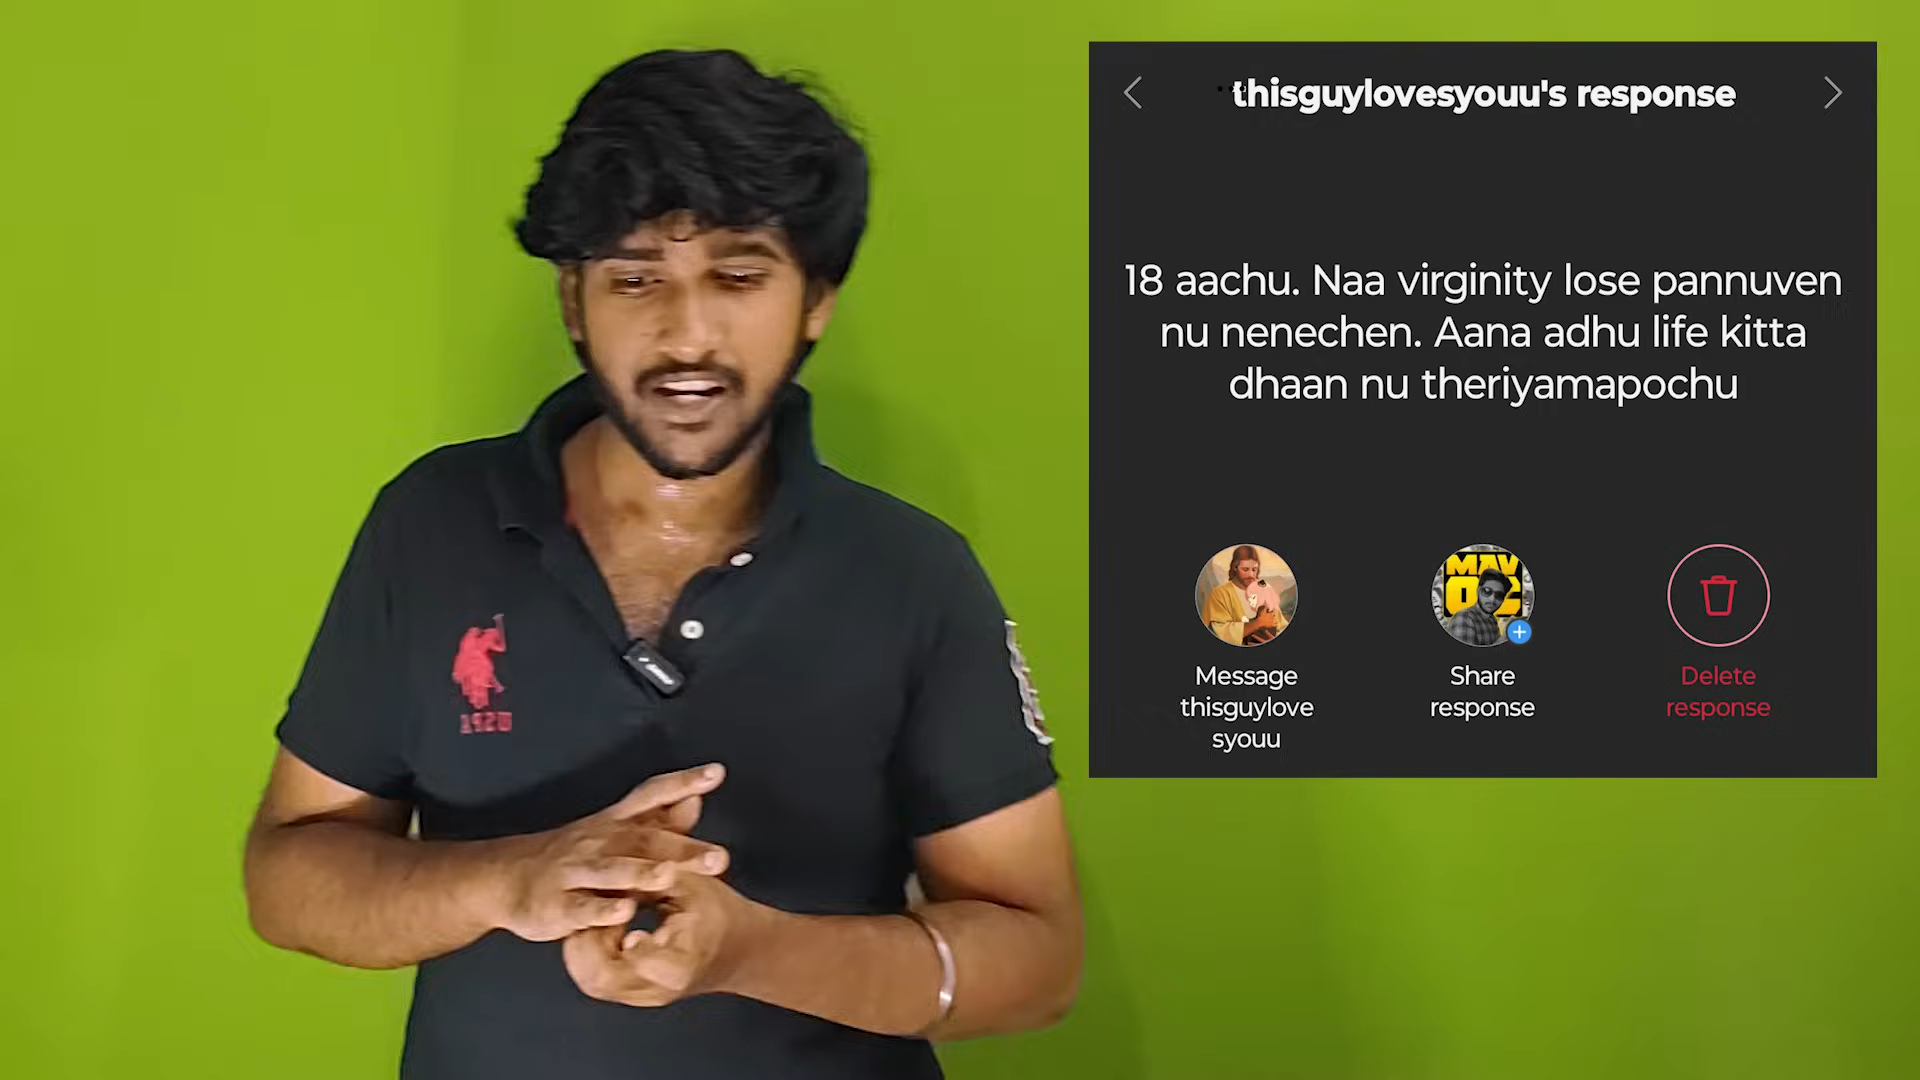 thisguylovesyouu's response
18 aachu. Naa virginity lose pannuven
nu nenechen. Aana adhu life kitta
dhaan nu theriyamapochu
MAV
Message
thisguylove
syouu
Share
response
Delete
response